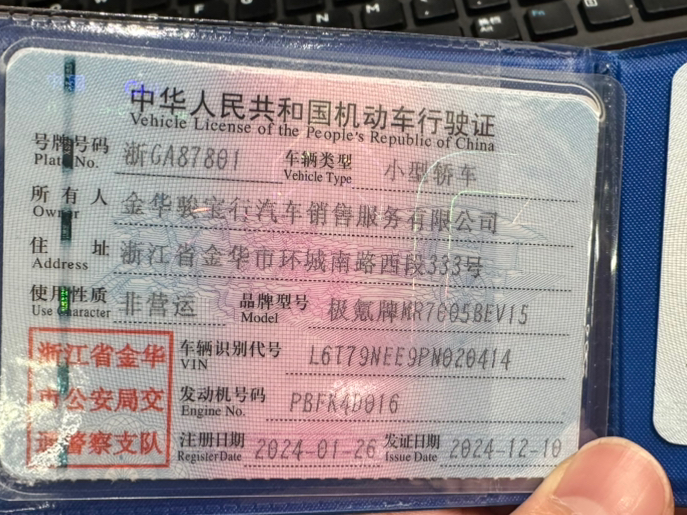 中华人民共和国机动车行驶证
Vehicle License of the People's Republic of China
号牌号码 浙GA87801 车辆类型 小型轿车
Plate No. Vehicle Type
所有人 金华骏宝行汽车销售服务有限公司
Owner
住址 浙江省金华市环城南路西段333号
Address
使用性质 非营运 品牌型号 极氪牌MR7005BEV15
Use Character Model
浙江省金华
市公安局交
通警察支队
车辆识别代号 L6T79NEE9PN020414
VIN
发动机号码 PBFK4D016
Engine No.
注册日期 2024-01-26 发证日期 2024-12-10
Register Date Issue Date